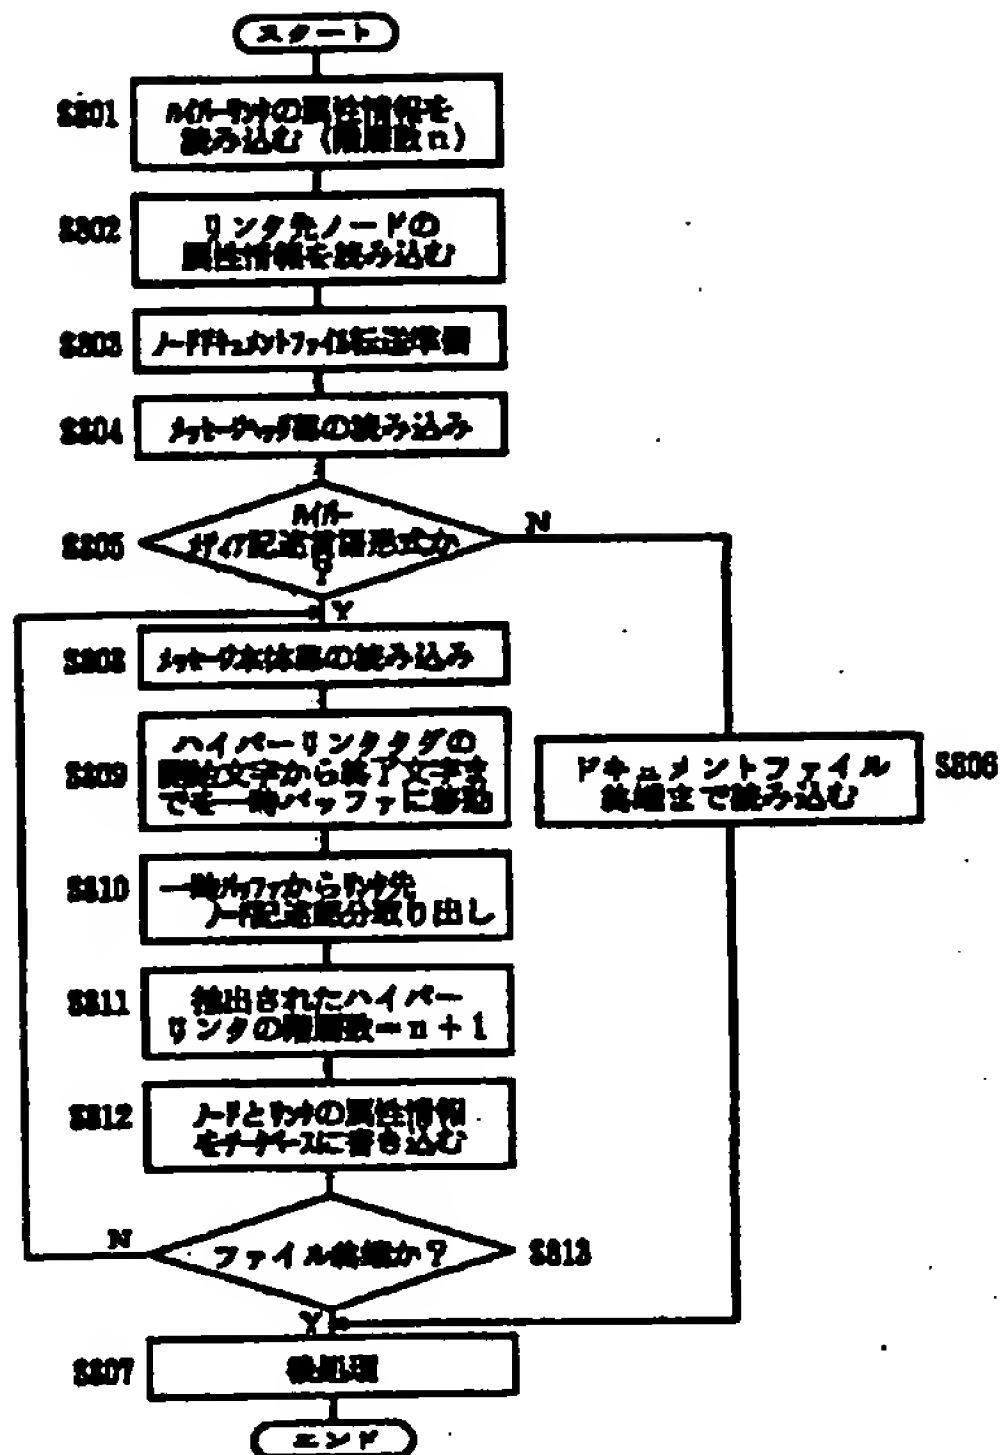 スタート
S801
ハイパーリンクの属性情報を
読み込む (階層数n)
S802
リンク先ノードの
属性情報を読み込む
S803
ノードドキュメントファイル転送準備
S804
メッセージヘッダ部の読み込み
S805
ハイパー
メディア記述言語形式か
?
N
Y
S808
メッセージ本体部の読み込み
S809
ハイパーリンクタグの
開始文字から終了文字ま
でを一時バッファに移動
ドキュメントファイル
終端まで読み込む
S806
S810
一時バッファからリンク先
ノード記述部分取り出し
S811
抽出されたハイパー
リンクの階層数=n+1
S812
ノードとリンクの属性情報
をデータベースに書き込む
N
ファイル終端か?
S813
Y
S807
後処理
エンド